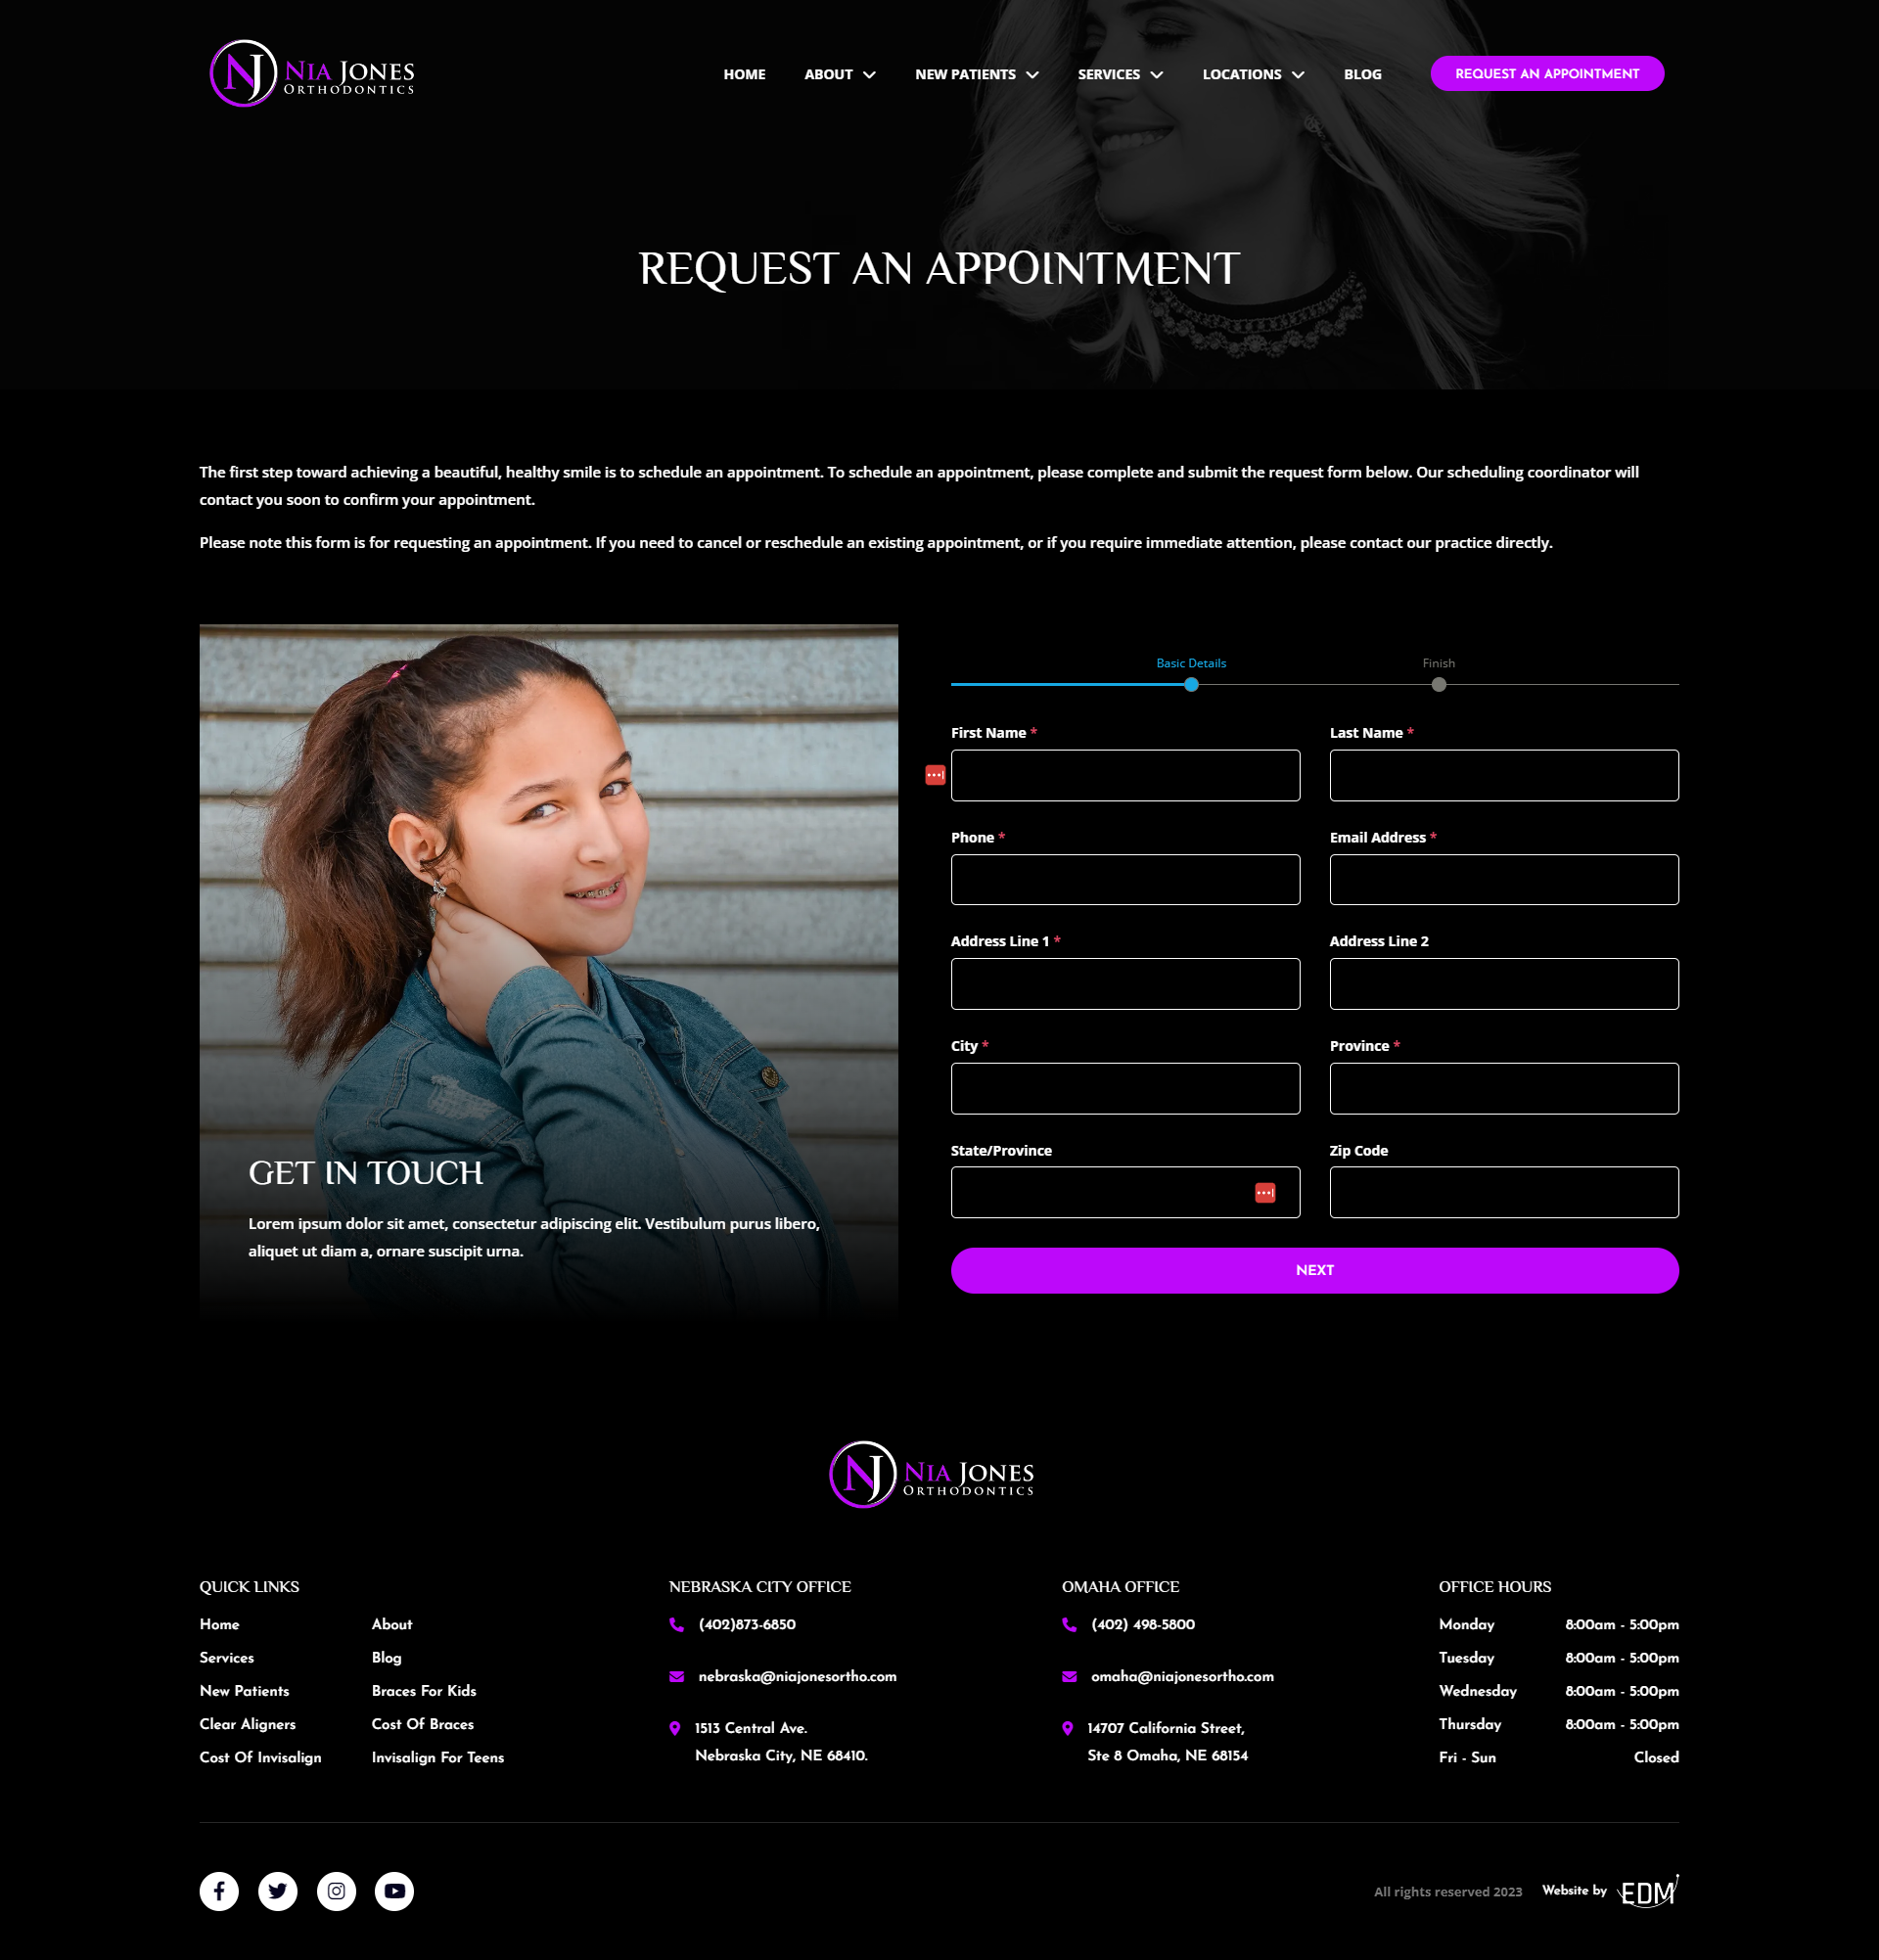 NJ NIA JONES
ORTHODONTICS
HOME ABOUT NEW PATIENTS SERVICES LOCATIONS BLOG REQUEST AN APPOINTMENT
REQUEST AN APPOINTMENT
The first step toward achieving a beautiful, healthy smile is to schedule an appointment. To schedule an appointment, please complete and submit the request form below. Our scheduling coordinator will
contact you soon to confirm your appointment.
Please note this form is for requesting an appointment. If you need to cancel or reschedule an existing appointment, or if you require immediate attention, please contact our practice directly.
GET IN TOUCH
Lorem ipsum dolor sit amet, consectetur adipiscing elit. Vestibulum purus libero,
aliquet ut diam a, ornare suscipit urna.
Basic Details Finish
First Name * Last Name *
Phone * Email Address *
Address Line 1 * Address Line 2
City * Province *
State/Province Zip Code
NEXT
NJ NIA JONES
ORTHODONTICS
QUICK LINKS
Home About
Services Blog
New Patients Braces For Kids
Clear Aligners Cost Of Braces
Cost Of Invisalign Invisalign For Teens
NEBRASKA CITY OFFICE
(402)873-6850
nebraska@niajonesortho.com
1513 Central Ave.
Nebraska City, NE 68410.
OMAHA OFFICE
(402) 498-5800
omaha@niajonesortho.com
14707 California Street,
Ste 8 Omaha, NE 68154
OFFICE HOURS
Monday 8:00am - 5:00pm
Tuesday 8:00am - 5:00pm
Wednesday 8:00am - 5:00pm
Thursday 8:00am - 5:00pm
Fri - Sun Closed
All rights reserved 2023 Website by EDM